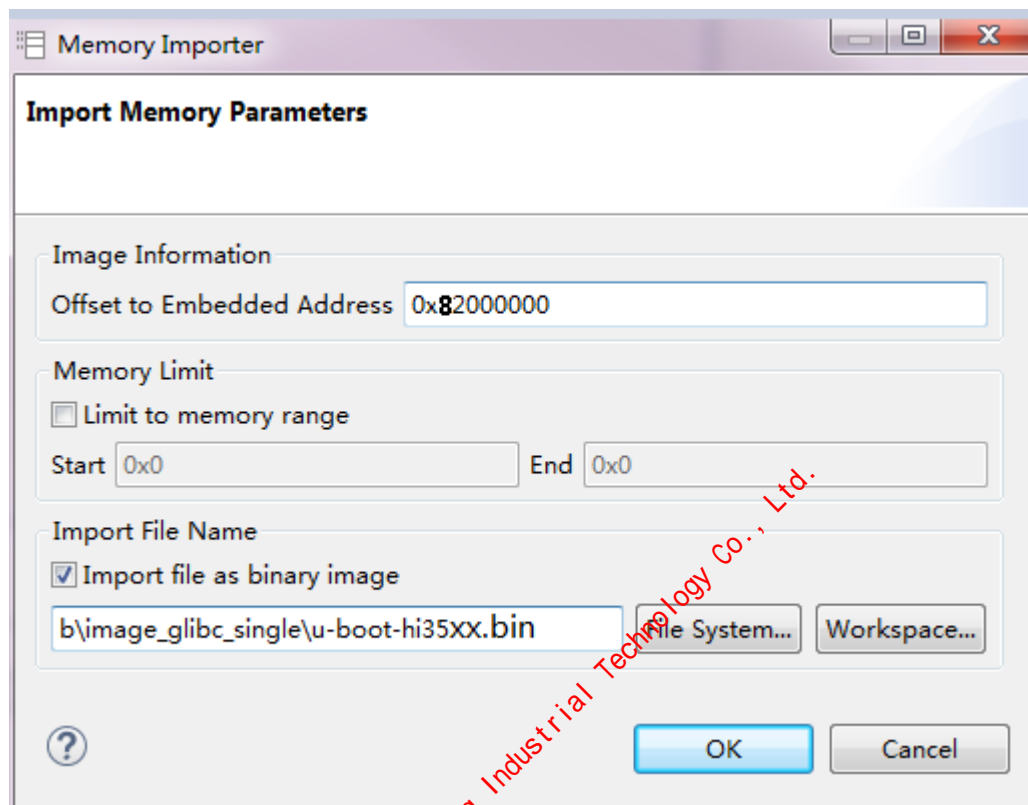 Memory Importer
Import Memory Parameters
Image Information
Offset to Embedded Address 0x82000000
Memory Limit
Limit to memory range
Start 0x0 End 0x0
Import File Name
Import file as binary image
b\image_glibc_single\u-boot-hi35xx.bin File System... Workspace...
OK Cancel
Industrial Technology Co., Ltd.